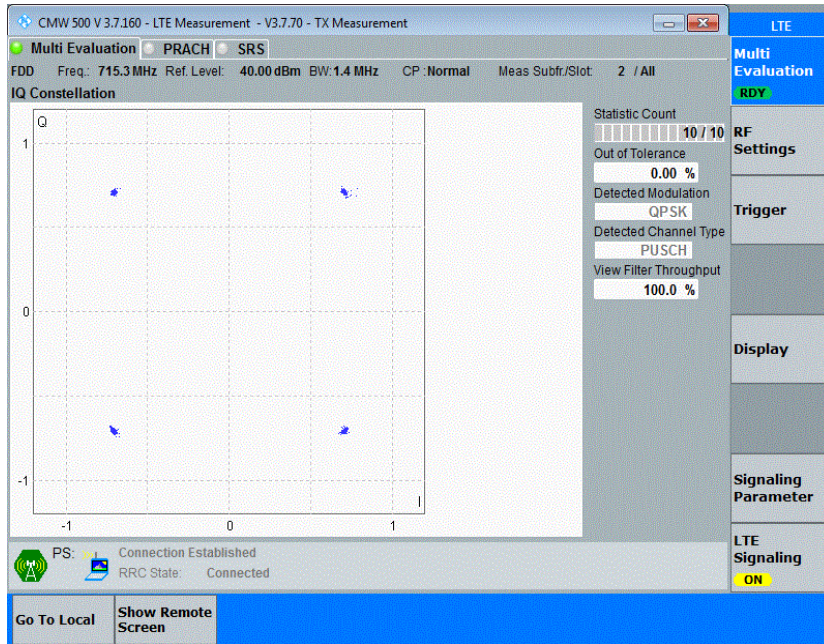 CMW 500 V 3.7.160 - LTE Measurement - V3.7.70 - TX Measurement
LTE
Multi Evaluation PRACH SRS
FDD Freq.: 715.3 MHz Ref. Level: 40.00 dBm BW: 1.4 MHz CP : Normal Meas Subfr./Slot: 2 / All
IQ Constellation
Q
1
0
-1
I
-1 0 1
Statistic Count
10 / 10
Out of Tolerance
0.00 %
Detected Modulation
QPSK
Detected Channel Type
PUSCH
View Filter Throughput
100.0 %
Multi
Evaluation
RDY
RF
Settings
Trigger
Display
Signaling
Parameter
LTE
Signaling
ON
PS: Connection Established
RRC State: Connected
Go To Local
Show Remote
Screen